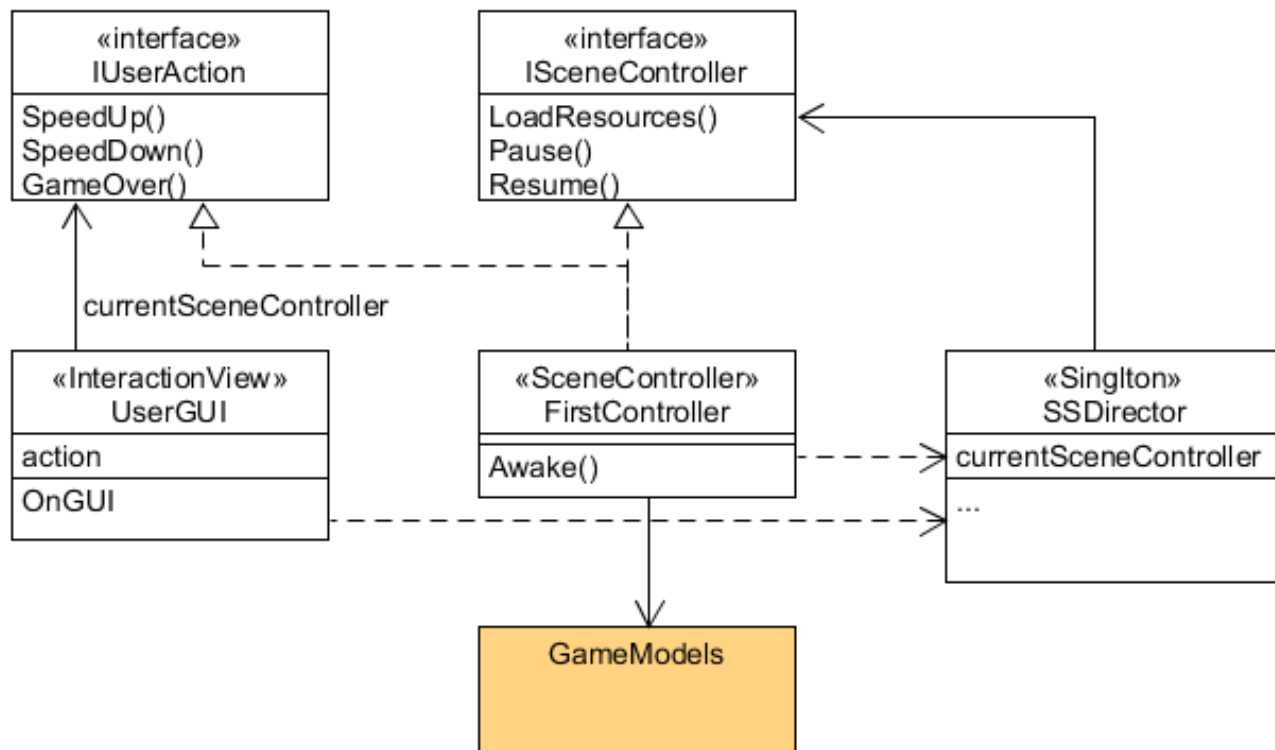 «interface»
IUserAction
SpeedUp()
SpeedDown()
GameOver()
«interface»
ISceneController
LoadResources()
Pause()
Resume()
currentSceneController
«InteractionView»
UserGUI
action
OnGUI
«SceneController»
FirstController
Awake()
«Singlton»
SSDirector
currentSceneController
...
GameModels